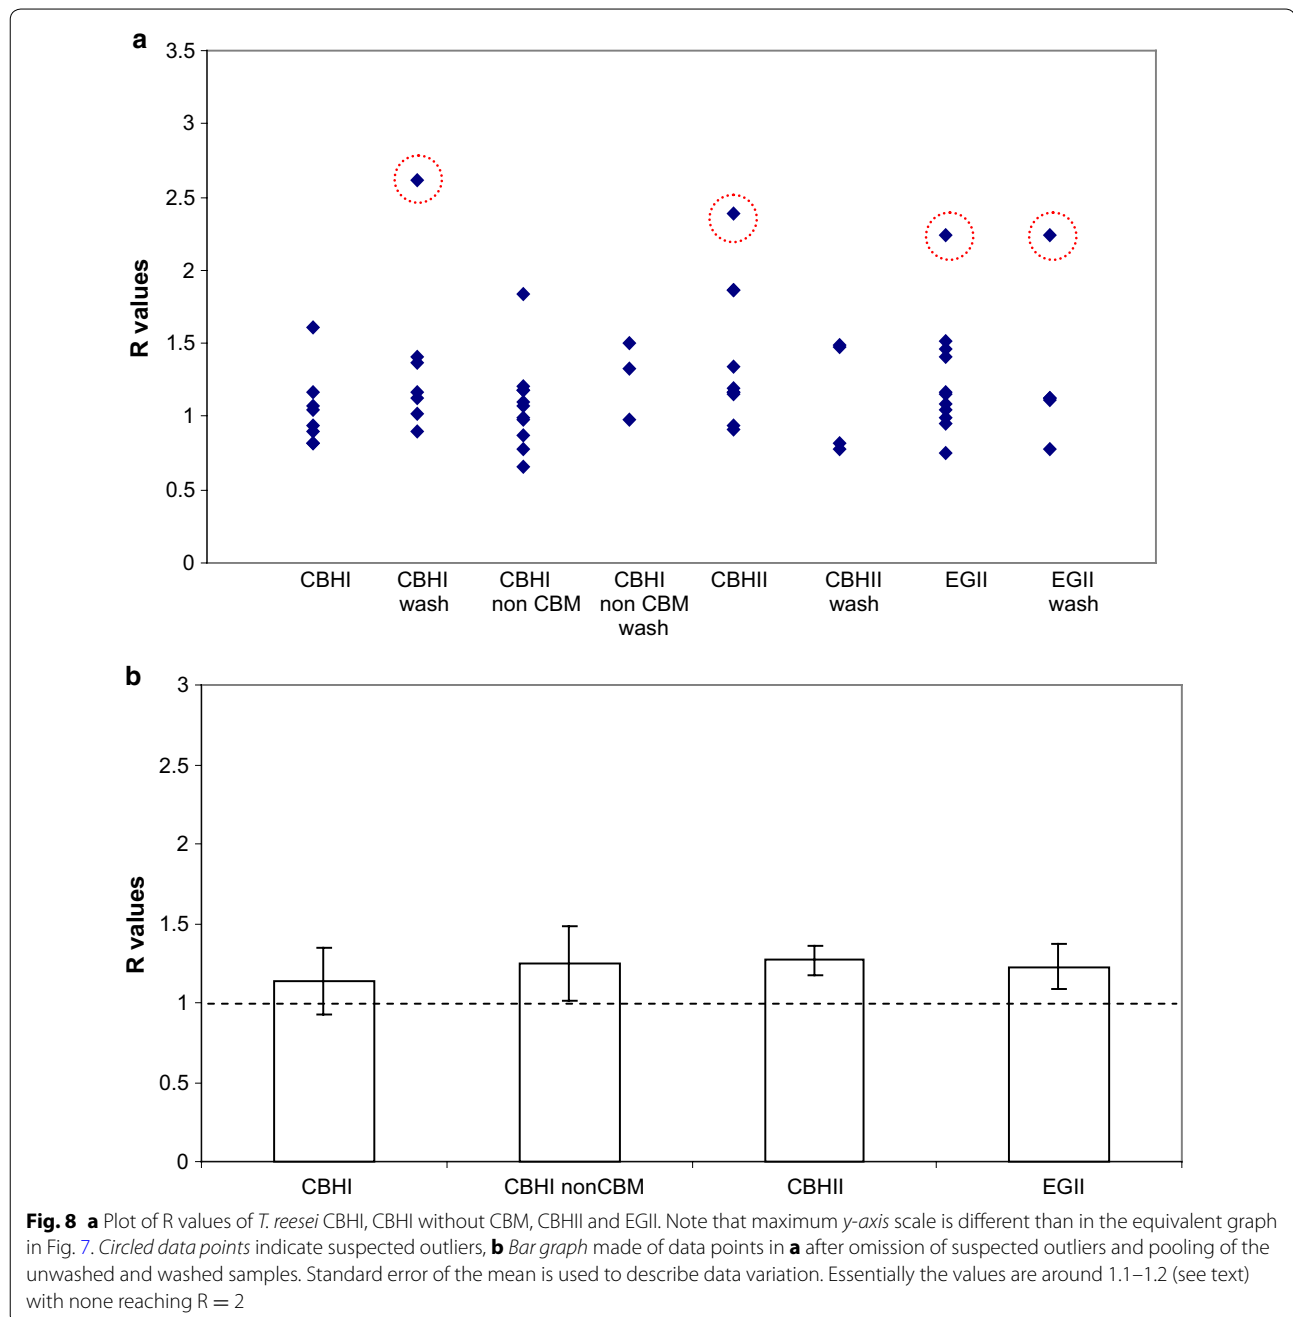 a
3.5
3
2.5
2
1.5
1
0.5
0
R values
CBHI CBHI CBHI CBHI CBHII CBHII EGII EGII
wash non CBM non CBM wash wash
wash
b
3
2.5
2
1.5
1
0.5
0
R values
CBHI CBHI nonCBM CBHII EGII
Fig. 8 a Plot of R values of T. reesei CBHI, CBHI without CBM, CBHII and EGII. Note that maximum y-axis scale is different than in the equivalent graph
in Fig. 7. Circled data points indicate suspected outliers, b Bar graph made of data points in a after omission of suspected outliers and pooling of the
unwashed and washed samples. Standard error of the mean is used to describe data variation. Essentially the values are around 1.1–1.2 (see text)
with none reaching R = 2